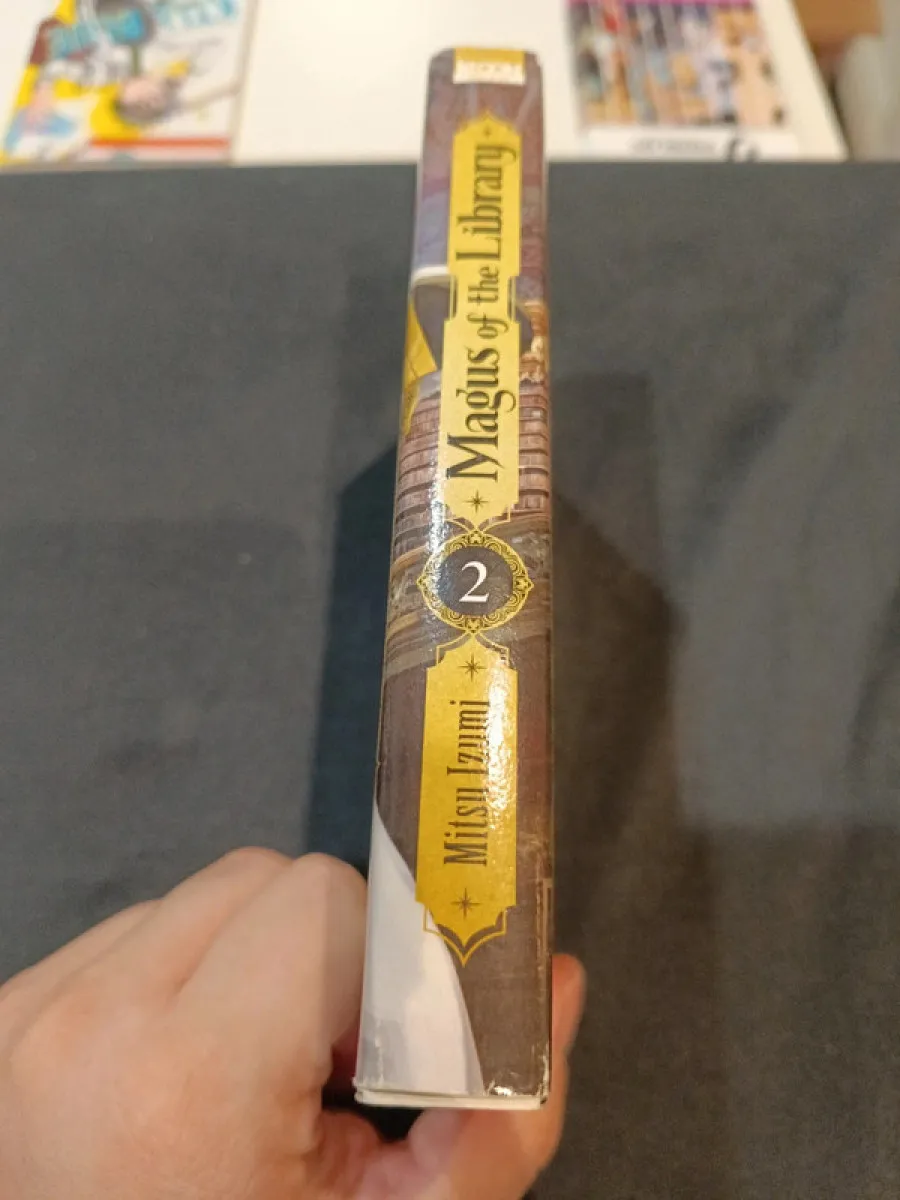 Magus of the Library
2
Mitsu Izumi